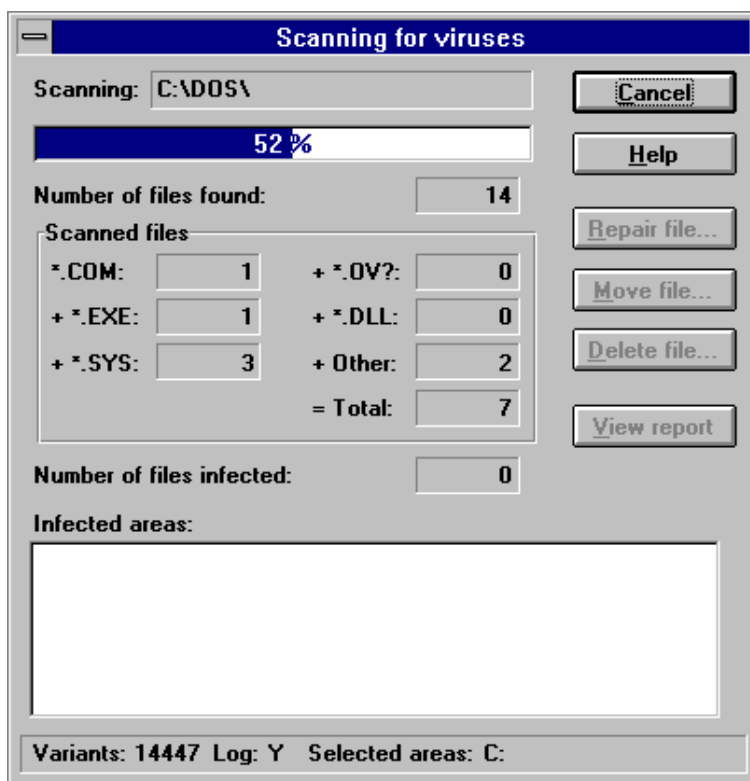 Scanning for viruses
Scanning: C:\DOS\
Cancel
52 %
Help
Number of files found: 14
Scanned files
Repair file...
*.COM: 1 + *.OV?: 0
+ *.EXE: 1 + *.DLL: 0
Move file...
+ *.SYS: 3 + Other: 2
Delete file...
= Total: 7
View report
Number of files infected: 0
Infected areas:
Variants: 14447 Log: Y Selected areas: C: